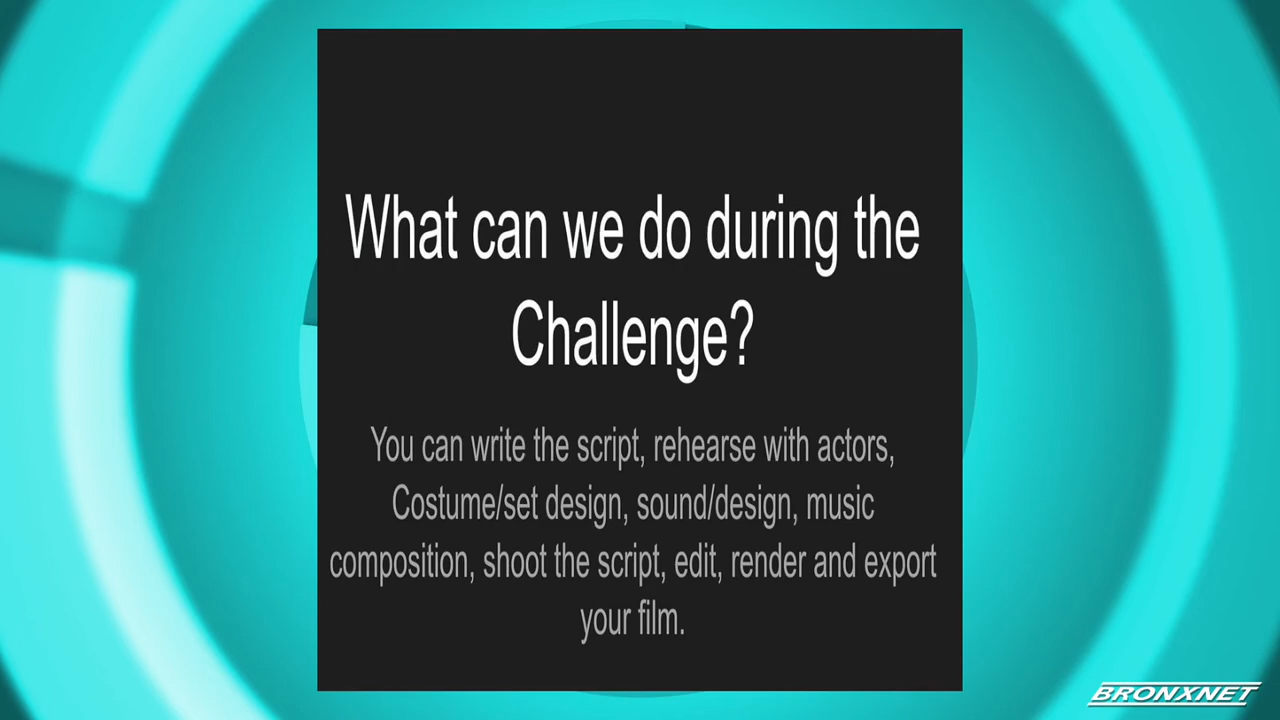 What can we do during the
Challenge?
You can write the script, rehearse with actors,
Costume/set design, sound/design, music
composition, shoot the script, edit, render and export
your film.
BRONXNET